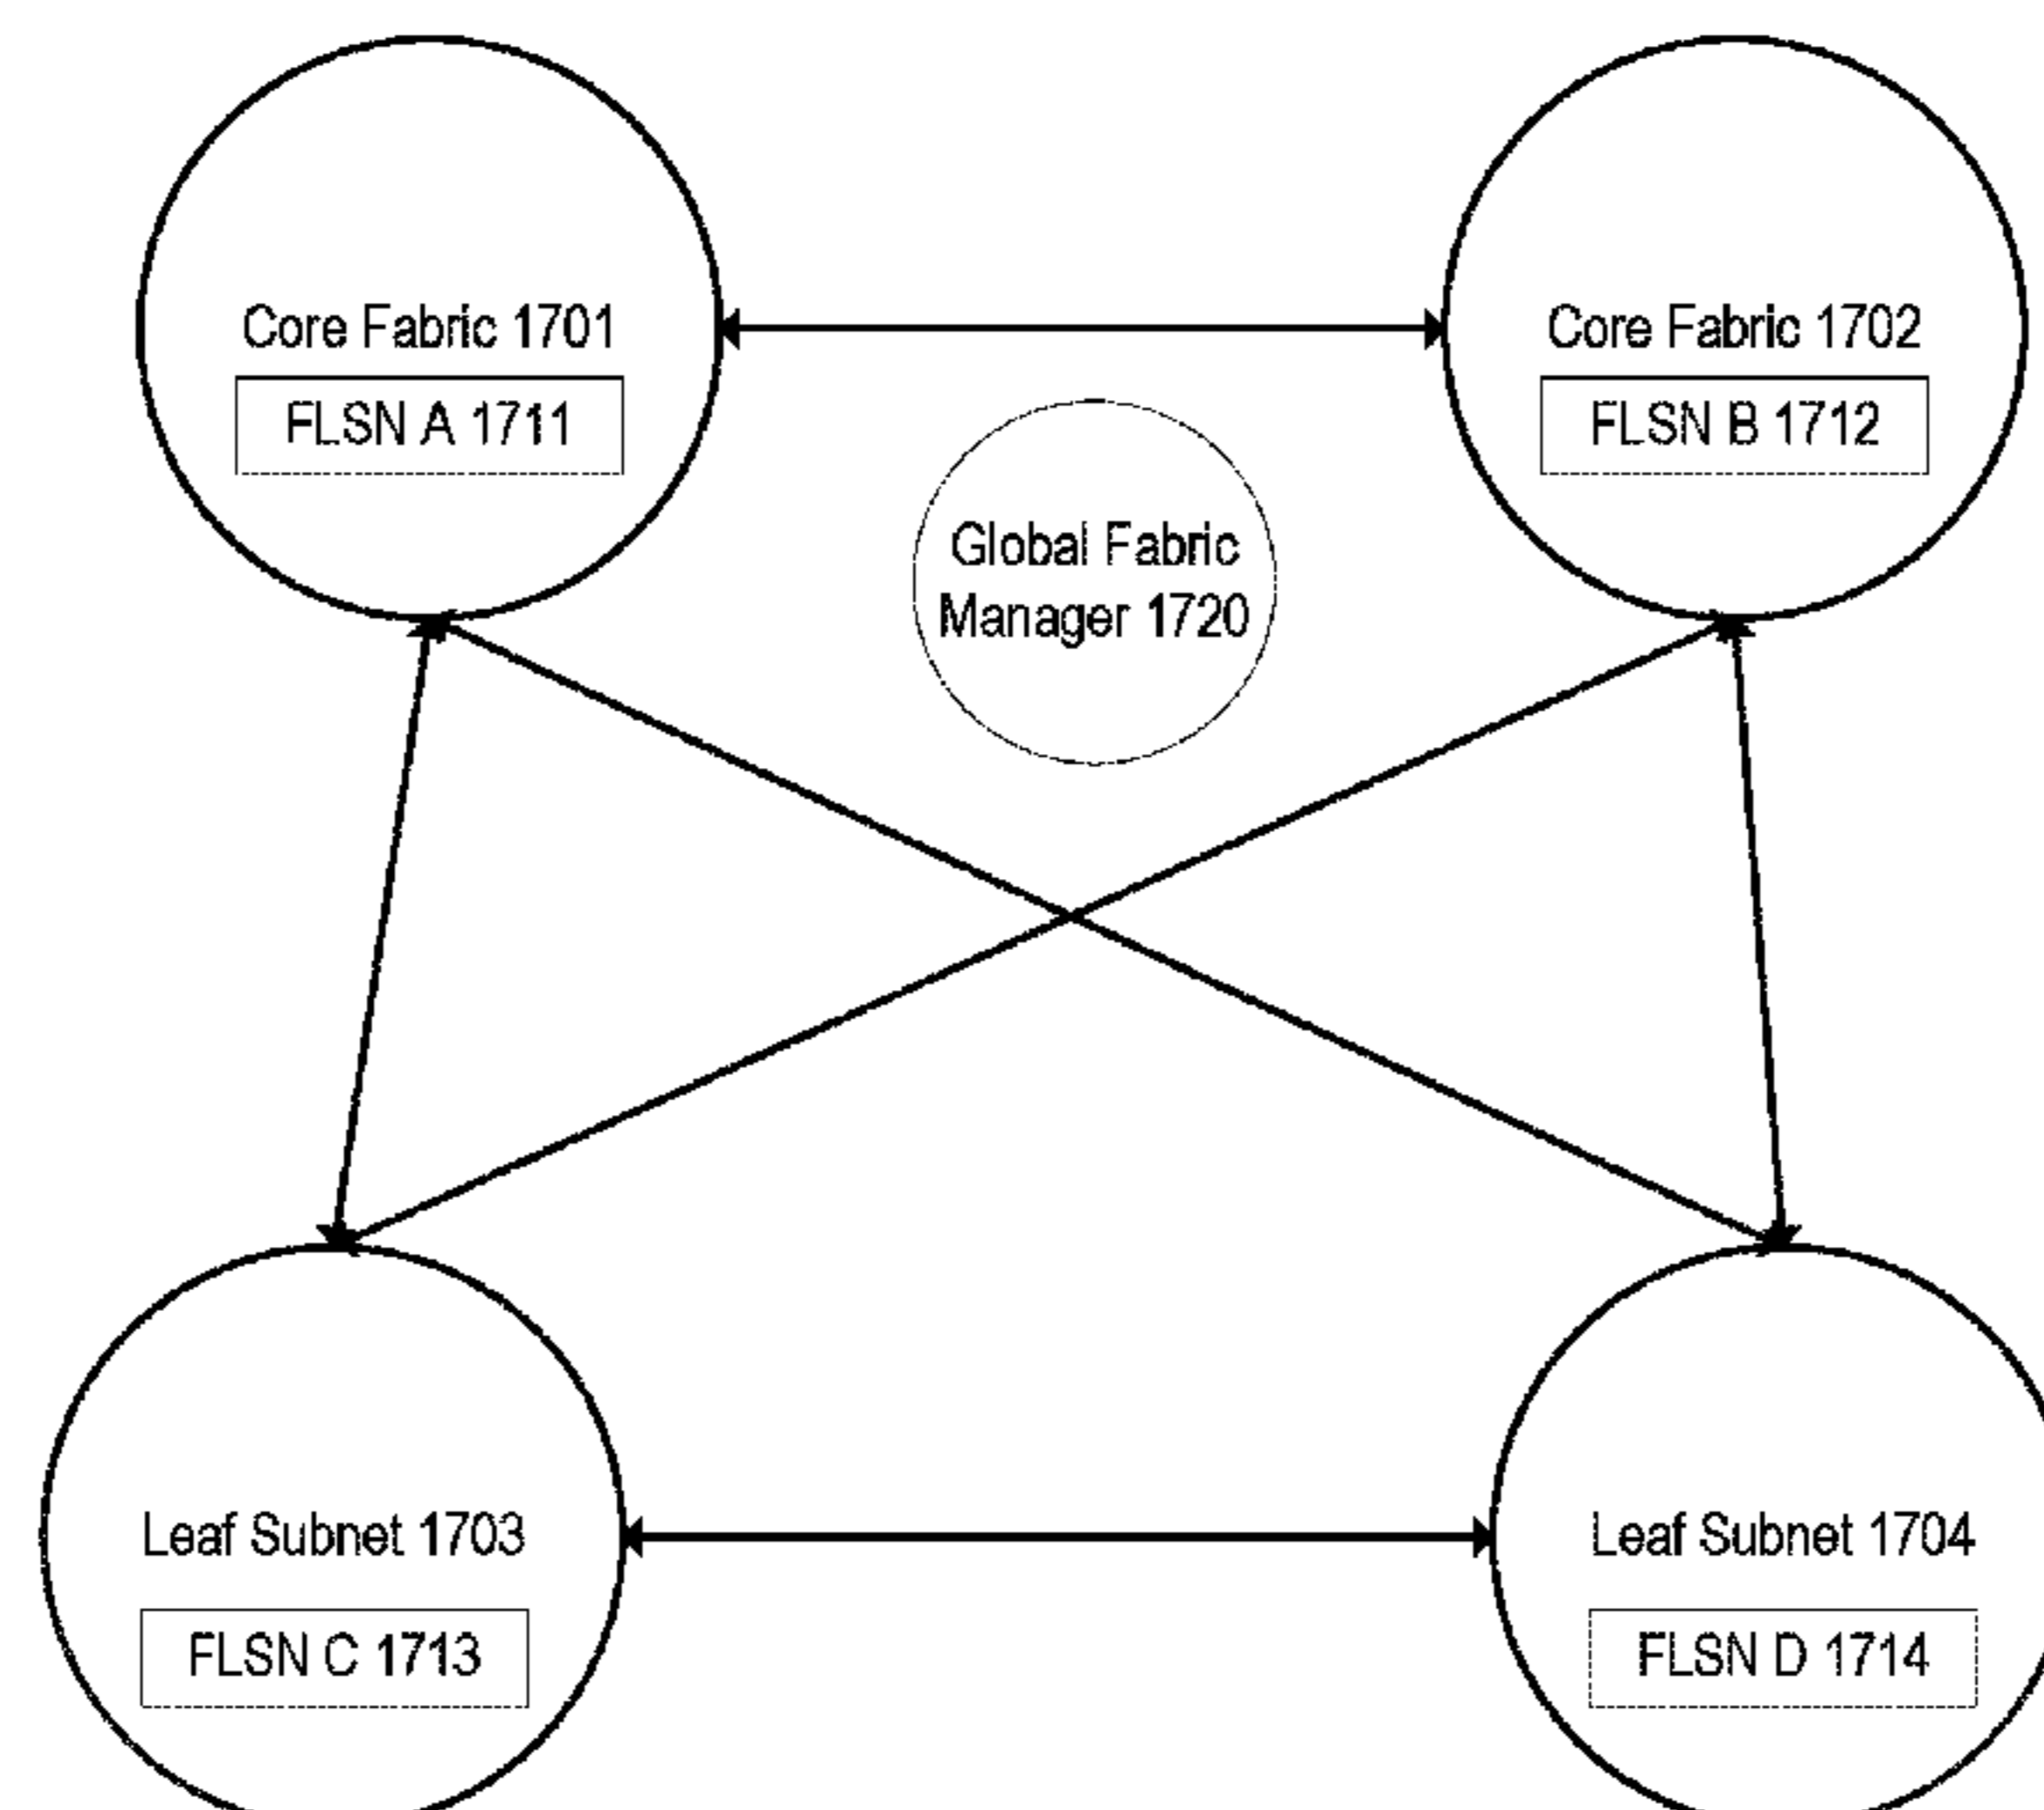 Core Fabric 1701
FLSN A 1711
Core Fabric 1702
FLSN B 1712
Global Fabric
Manager 1720
Leaf Subnet 1703
FLSN C 1713
Leaf Subnet 1704
FLSN D 1714